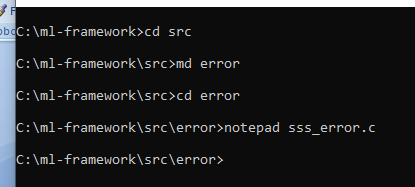 C:\ml-framework>cd src
C:\ml-framework\src>md error
C:\ml-framework\src>cd error
C:\ml-framework\src\error>notepad sss_error.c
C:\ml-framework\src\error>